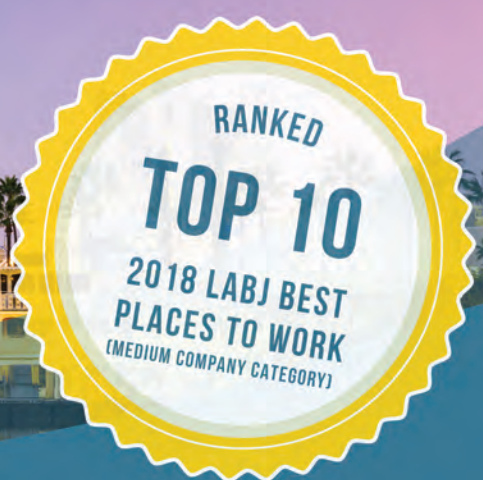 RANKED
TOP 10
2018 LABJ BEST
PLACES TO WORK
(MEDIUM COMPANY CATEGORY)